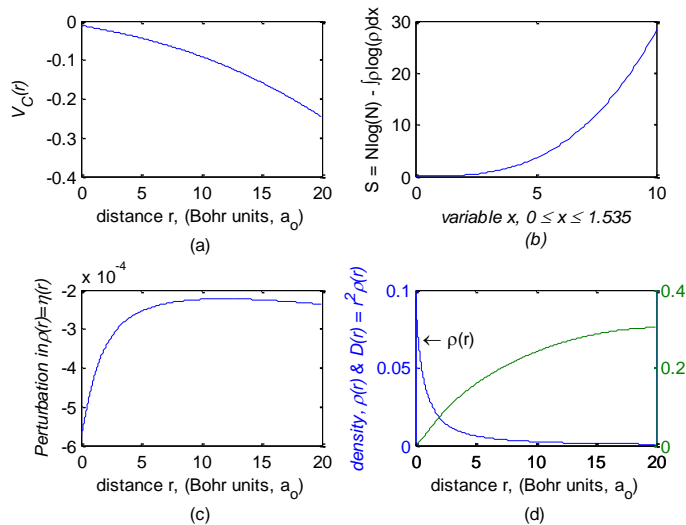 0
-0.1
-0.2
-0.3
-0.4
V_C(r)
0 5 10 15 20
distance r, (Bohr units, a_o)
(a)
30
20
10
0
S = Nlog(N) - ∫ρlog(ρ)dx
0 5 10
variable x, 0 ≤ x ≤ 1.535
(b)
x 10^-4
-2
-3
-4
-5
-6
Perturbation in ρ(r)=η(r)
0 5 10 15 20
distance r, (Bohr units, a_o)
(c)
0.1
0.05
0
density, ρ(r) & D(r) = r^2 ρ(r)
← ρ(r)
0.4
0.2
0
0 5 10 15 20
distance r, (Bohr units, a_o)
(d)